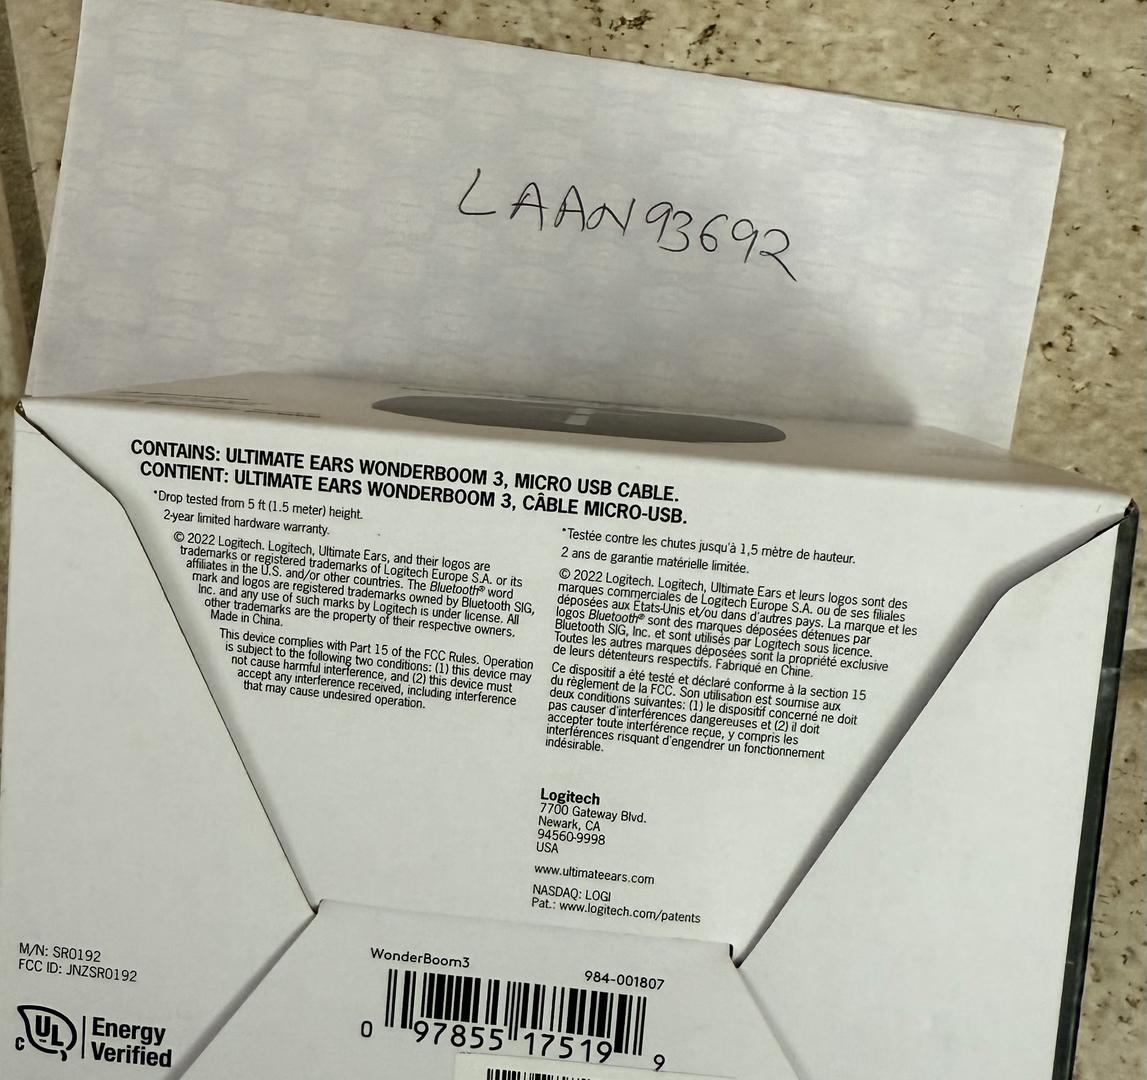 LAAN93692
CONTAINS: ULTIMATE EARS WONDERBOOM 3, MICRO USB CABLE.
CONTIENT: ULTIMATE EARS WONDERBOOM 3, CÂBLE MICRO-USB.
*Drop tested from 5 ft (1.5 meter) height.
2-year limited hardware warranty.
© 2022 Logitech. Logitech, Ultimate Ears, and their logos are
trademarks or registered trademarks of Logitech Europe S.A. or its
affiliates in the U.S. and/or other countries. The Bluetooth® word
mark and logos are registered trademarks owned by Bluetooth SIG,
Inc. and any use of such marks by Logitech is under license. All
other trademarks are the property of their respective owners.
Made in China.
This device complies with Part 15 of the FCC Rules. Operation
is subject to the following two conditions: (1) this device may
not cause harmful interference, and (2) this device must
accept any interference received, including interference
that may cause undesired operation.
*Testée contre les chutes jusqu'à 1,5 mètre de hauteur.
2 ans de garantie matérielle limitée.
© 2022 Logitech. Logitech, Ultimate Ears et leurs logos sont des
marques commerciales de Logitech Europe S.A. ou de ses filiales
déposées aux États-Unis et/ou dans d'autres pays. La marque et les
logos Bluetooth® sont des marques déposées détenues par
Bluetooth SIG, Inc. et sont utilisés par Logitech sous licence.
Toutes les autres marques déposées sont la propriété exclusive
de leurs détenteurs respectifs. Fabriqué en Chine.
Ce dispositif a été testé et déclaré conforme à la section 15
du règlement de la FCC. Son utilisation est soumise aux
deux conditions suivantes: (1) le dispositif concerné ne doit
pas causer d'interférences dangereuses et (2) il doit
accepter toute interférence reçue, y compris les
interférences risquant d'engendrer un fonctionnement
indésirable.
Logitech
7700 Gateway Blvd.
Newark, CA
94560-9998
USA
www.ultimateears.com
NASDAQ: LOGI
Pat.: www.logitech.com/patents
M/N: SR0192
FCC ID: JNZSR0192
c UL Energy
Verified
WonderBoom3 984-001807
0 97855 17519 9